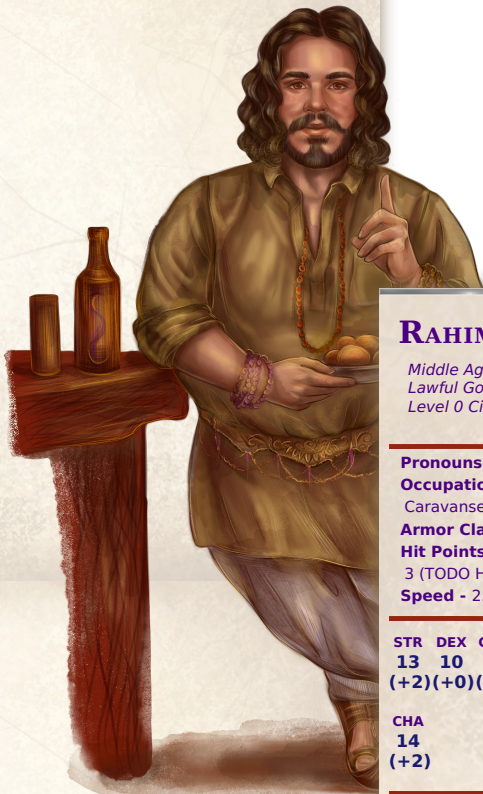 RAHIM
Middle Ag
Lawful Go
Level 0 Ci
Pronouns
Occupatio
Caravanse
Armor Cla
Hit Points
3 (TODO H
Speed - 2
STR DEX
13 10
(+2) (+0) (
CHA
14
(+2)